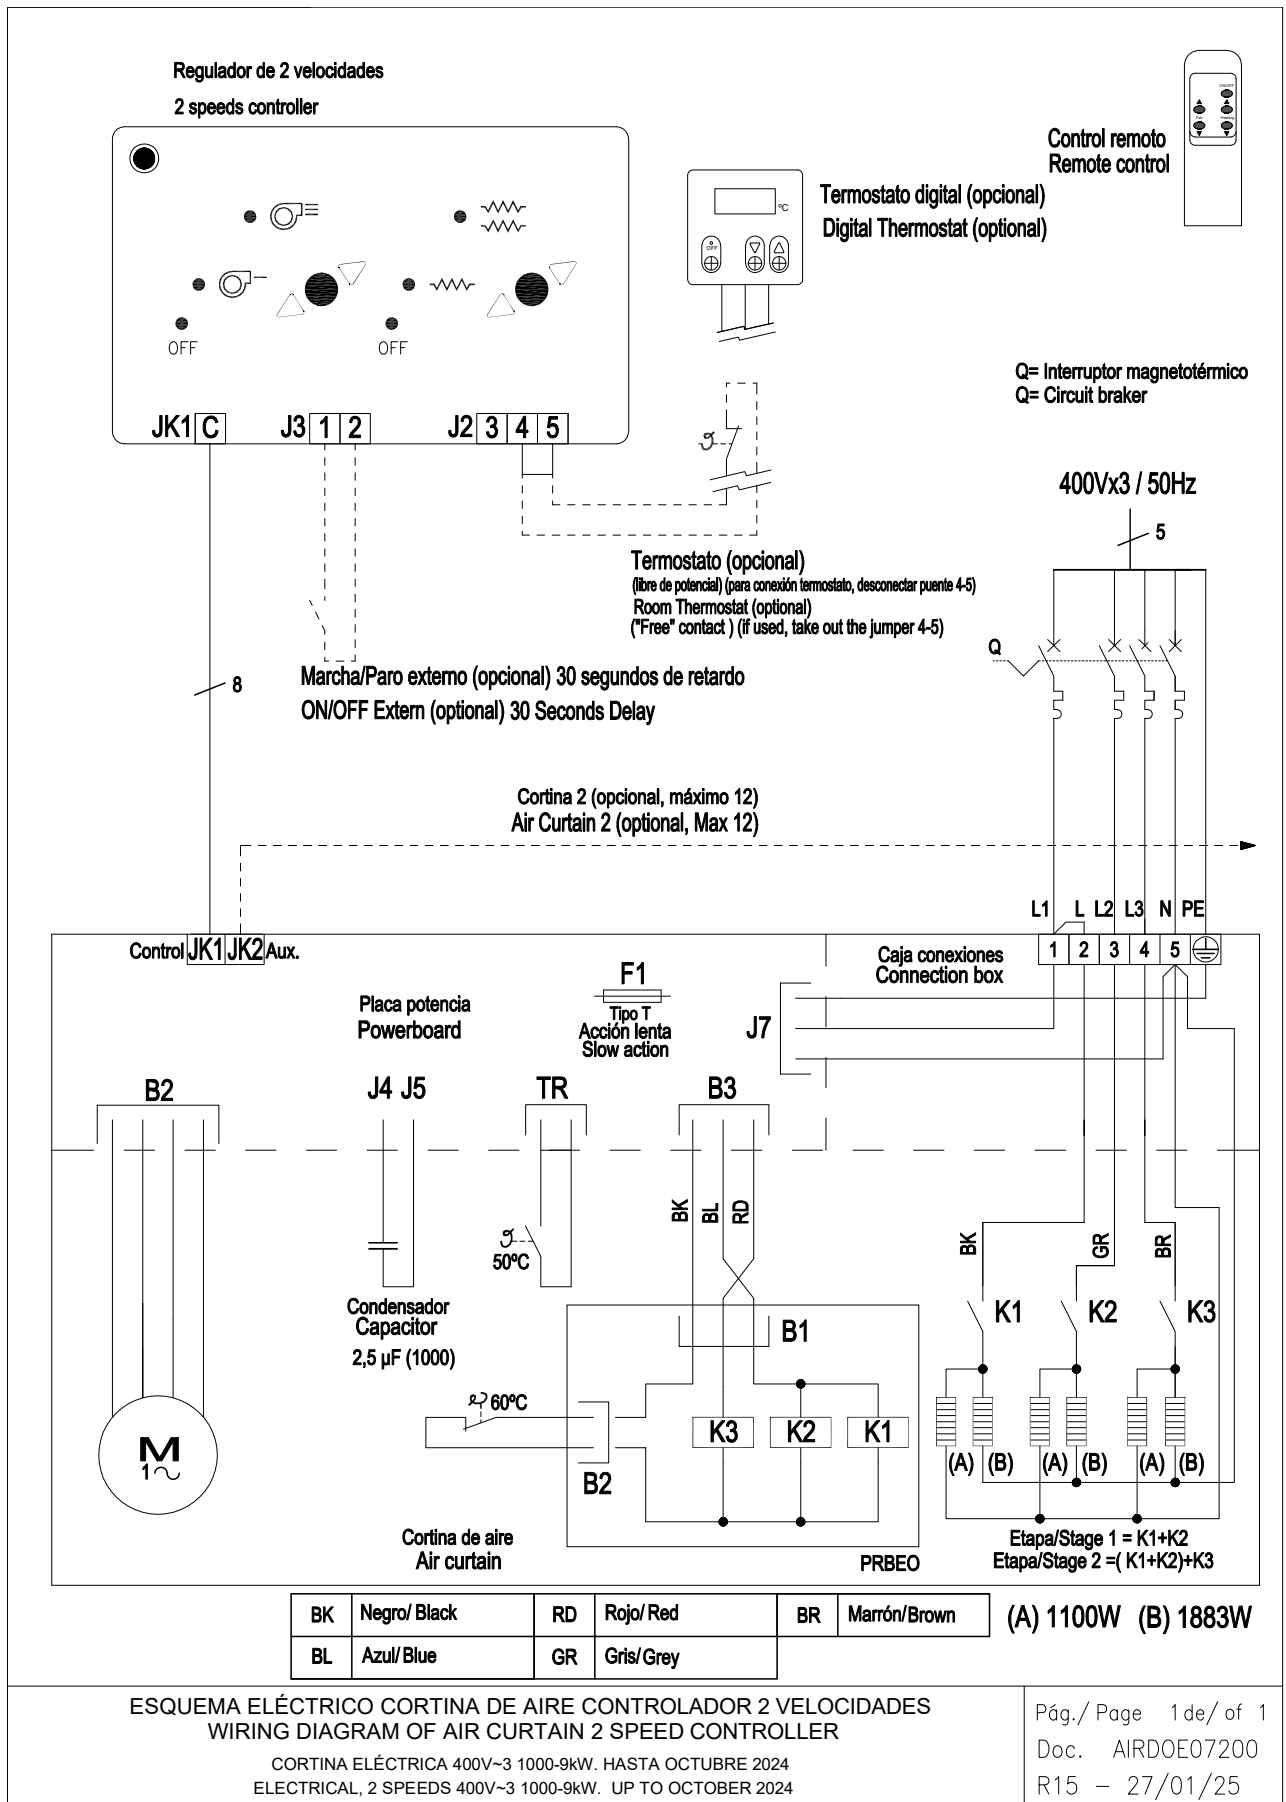 Regulador de 2 velocidades
2 speeds controller
OFF
OFF
JK1 C
J3 1 2
J2 3 4 5
ºC
OFF
Termostato digital (opcional)
Digital Thermostat (optional)
Control remoto
Remote control
ON/OFF
Fan
Heating
Q= Interruptor magnetotérmico
Q= Circuit braker
400Vx3 / 50Hz
5
Q
Termostato (opcional)
(libre de potencial) (para conexión termostato, desconectar puente 4-5)
Room Thermostat (optional)
("Free" contact ) (if used, take out the jumper 4-5)
8
Marcha/Paro externo (opcional) 30 segundos de retardo
ON/OFF Extern (optional) 30 Seconds Delay
Cortina 2 (opcional, máximo 12)
Air Curtain 2 (optional, Max 12)
L1 L L2 L3 N PE
1 2 3 4 5
Control JK1 JK2 Aux.
Caja conexiones
Connection box
Placa potencia
Powerboard
F1
Tipo T
Acción lenta
Slow action
J7
B2
J4 J5
TR
B3
BK
BL
RD
BK
GR
BR
50ºC
Condensador
Capacitor
2,5 µF (1000)
K1
K2
K3
B1
60ºC
K3
K2
K1
B2
(A) (B)
(A) (B)
(A) (B)
M
1
Cortina de aire
Air curtain
PRBEO
Etapa/Stage 1 = K1+K2
Etapa/Stage 2 =( K1+K2)+K3
BK Negro/ Black RD Rojo/ Red BR Marrón/Brown
BL Azul/ Blue GR Gris/Grey
(A) 1100W (B) 1883W
ESQUEMA ELÉCTRICO CORTINA DE AIRE CONTROLADOR 2 VELOCIDADES
WIRING DIAGRAM OF AIR CURTAIN 2 SPEED CONTROLLER
CORTINA ELÉCTRICA 400V~3 1000-9kW. HASTA OCTUBRE 2024
ELECTRICAL, 2 SPEEDS 400V~3 1000-9kW. UP TO OCTOBER 2024
Pág./ Page 1 de/ of 1
Doc. AIRDOE07200
R15 – 27/01/25